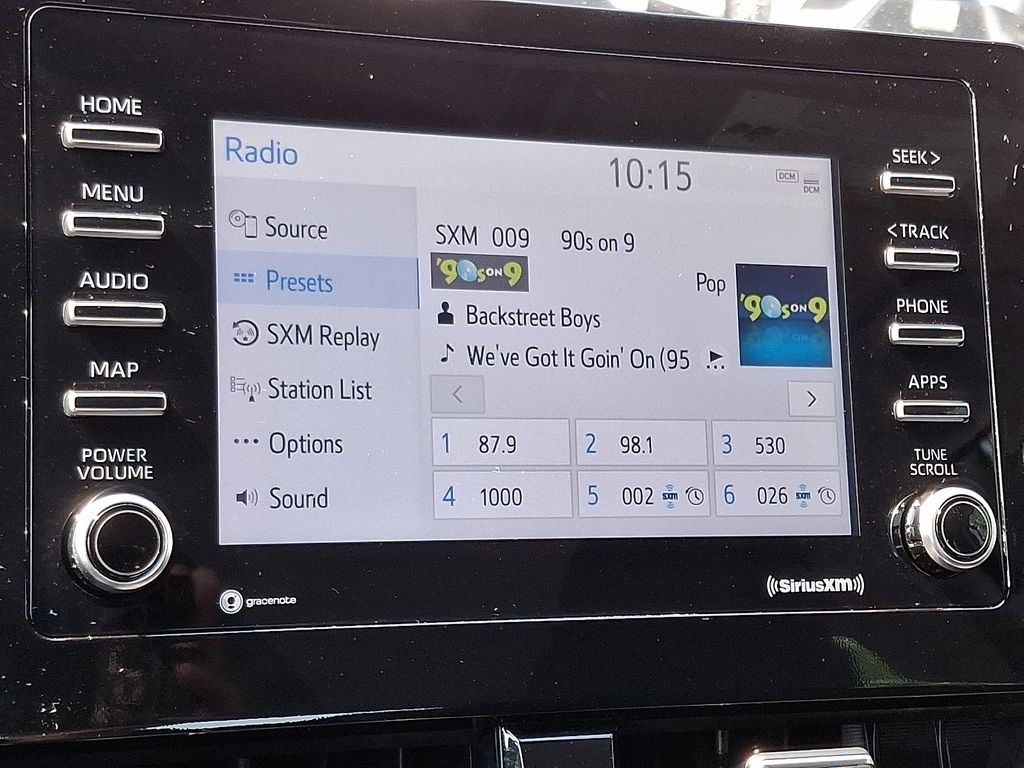 HOME
MENU
AUDIO
MAP
POWER
VOLUME
Radio
10:15
DCM
DCM
Source
Presets
SXM Replay
Station List
Options
Sound
SXM 009 90s on 9
'90s ON 9
Pop
'90s ON 9
Backstreet Boys
We've Got It Goin' On (95 ...
<
>
1 87.9
2 98.1
3 530
4 1000
5 002 sxm
6 026 sxm
SEEK >
< TRACK
PHONE
APPS
TUNE
SCROLL
gracenote
((SiriusXM))